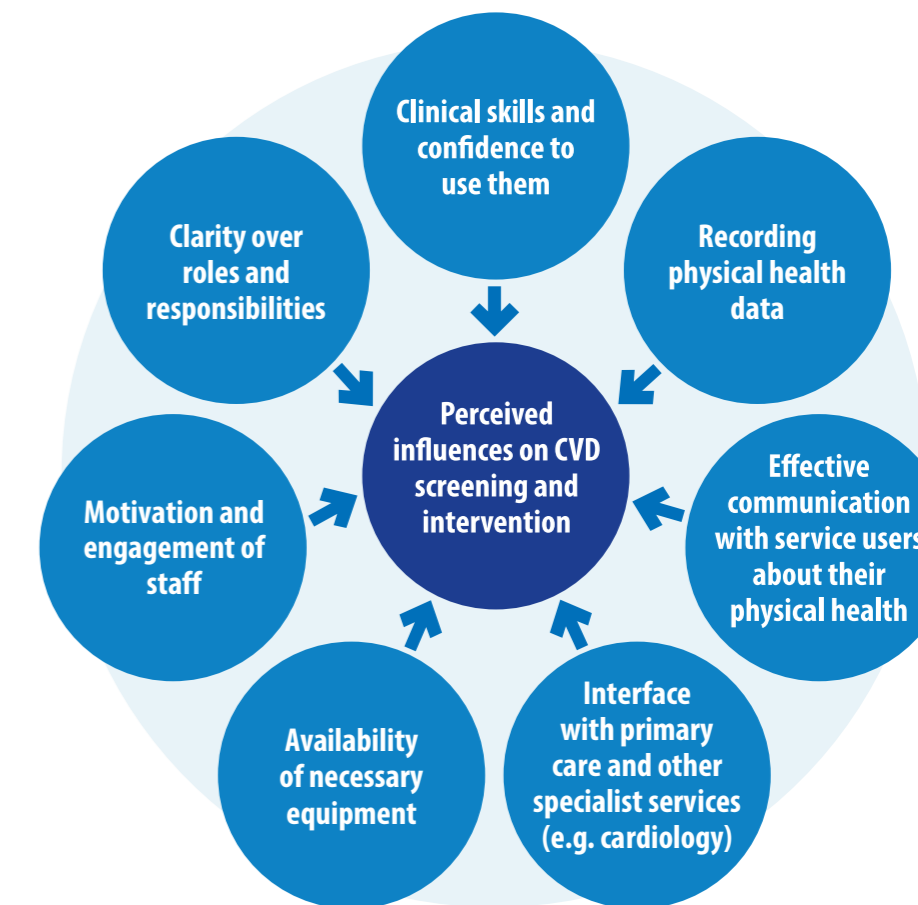 Clinical skills and
confidence to
use them
Recording
physical health
data
Effective
communication
with service users
about their
physical health
Interface
with primary
care and other
specialist services
(e.g. cardiology)
Availability
of necessary
equipment
Motivation and
engagement of
staff
Clarity over
roles and
responsibilities
Perceived
influences on CVD
screening and
intervention